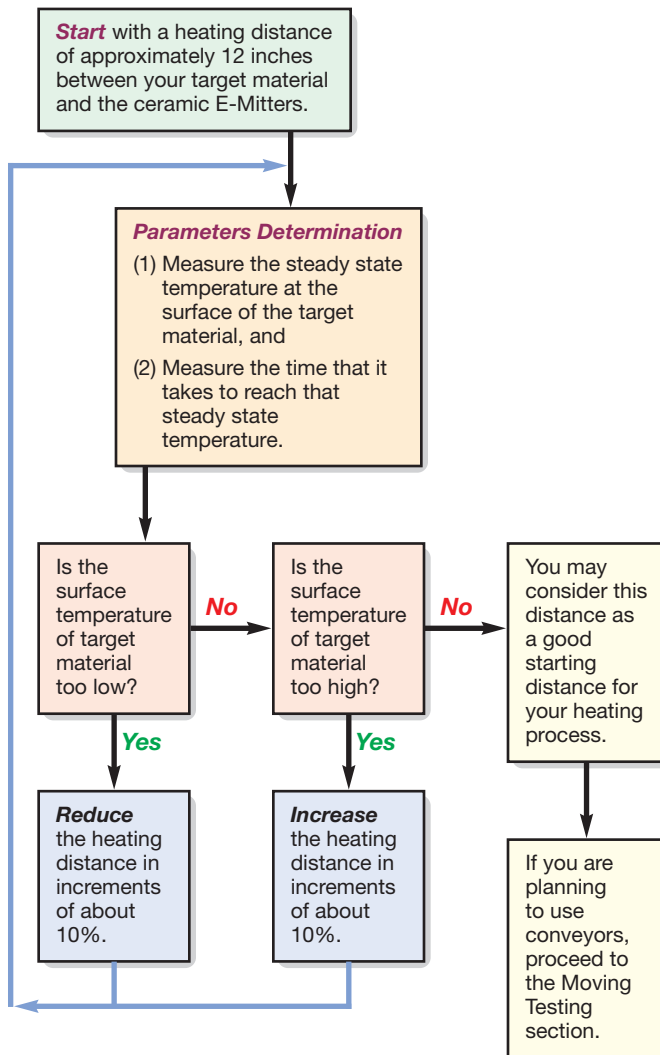 Start with a heating distance
of approximately 12 inches
between your target material
and the ceramic E-Mitters.
Parameters Determination
(1) Measure the steady state
temperature at the
surface of the target
material, and
(2) Measure the time that it
takes to reach that
steady state
temperature.
Is the
surface
temperature
of target
material
too low?
No
Is the
surface
temperature
of target
material
too high?
No
You may
consider this
distance as
a good
starting
distance for
your heating
process.
Yes
Yes
Reduce
the heating
distance in
increments
of about
10%.
Increase
the heating
distance in
increments
of about
10%.
If you are
planning
to use
conveyors,
proceed to
the Moving
Testing
section.